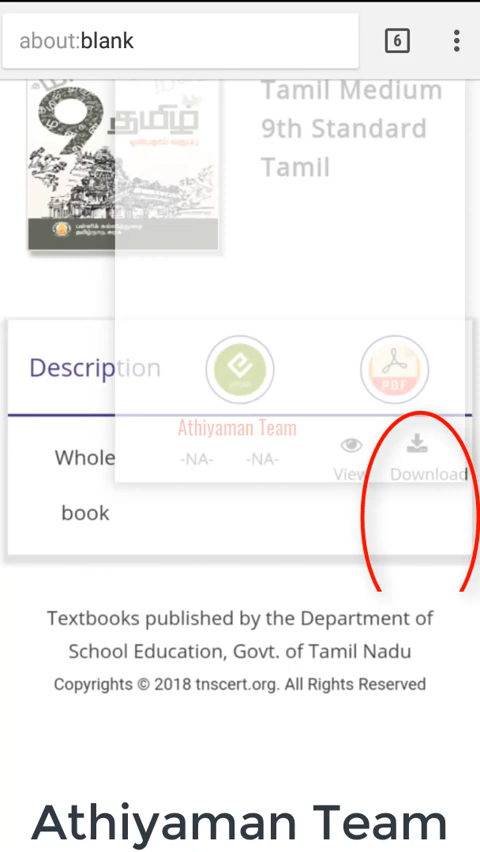 about:blank
6
Tamil Medium
9th Standard
Tamil
9 தமிழ்
Description
PDF
Athiyaman Team
Whole
book
-NA-
-NA-
View
Download
Textbooks published by the Department of
School Education, Govt. of Tamil Nadu
Copyrights © 2018 tnscert.org. All Rights Reserved
Athiyaman Team